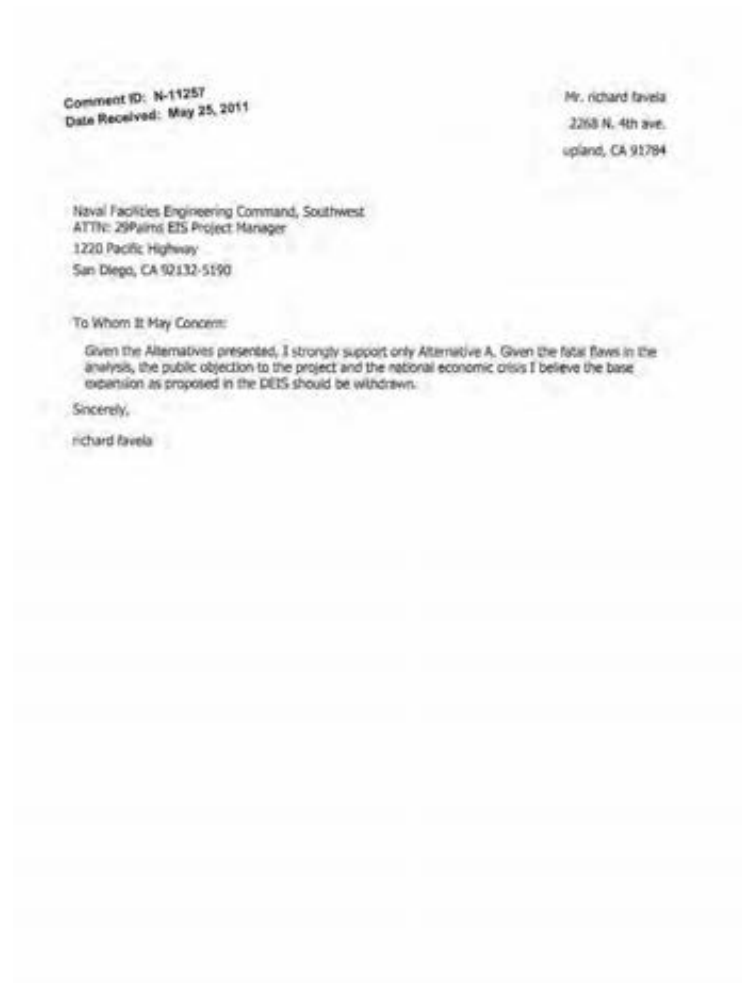 Comment ID: N-11257
Date Received: May 25, 2011
Mr. richard favela
2268 N. 4th ave.
upland, CA 91784
Naval Facilities Engineering Command, Southwest
ATTN: 29Palms EIS Project Manager
1220 Pacific Highway
San Diego, CA 92132-5190
To Whom It May Concern:
Given the Alternatives presented, I strongly support only Alternative A. Given the fatal flaws in the
analysis, the public objection to the project and the national economic crisis I believe the base
expansion as proposed in the DEIS should be withdrawn.
Sincerely,
richard favela